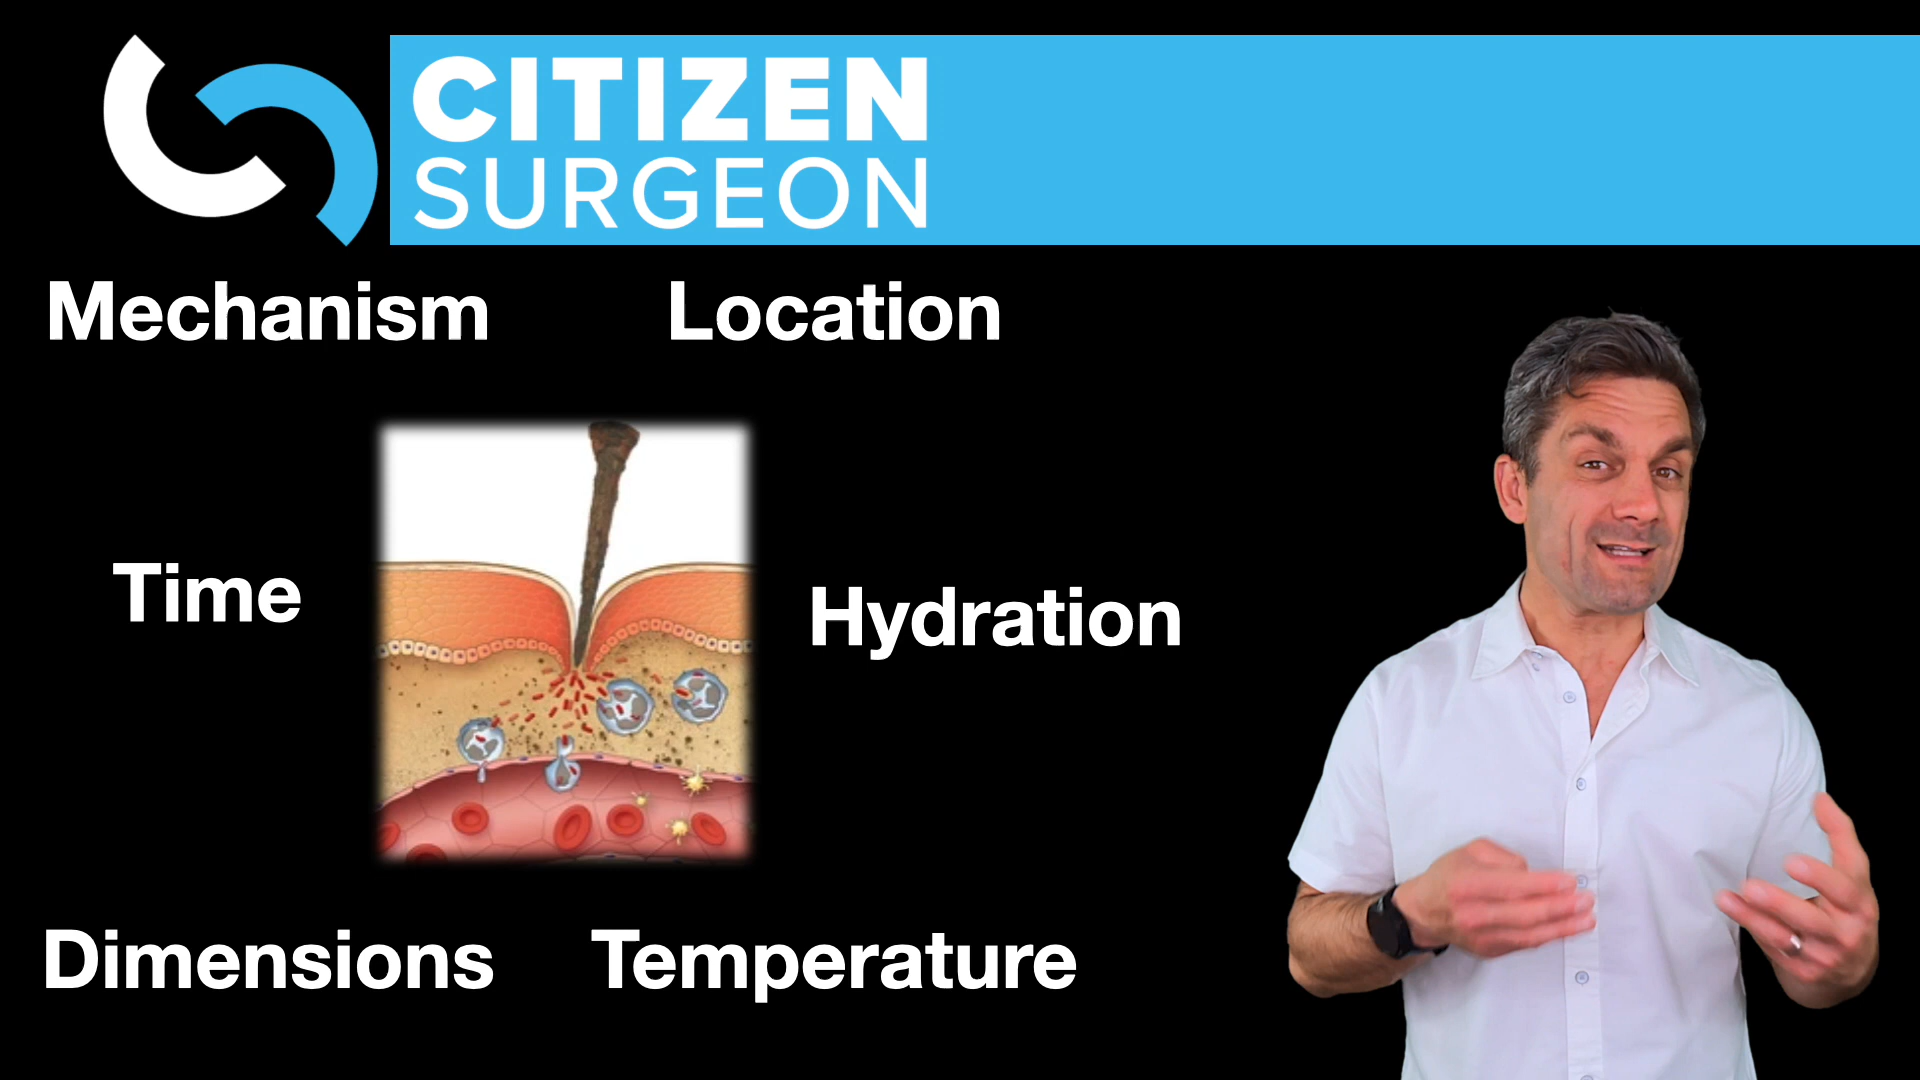 CITIZEN
SURGEON
Mechanism
Location
Time
Hydration
Dimensions
Temperature